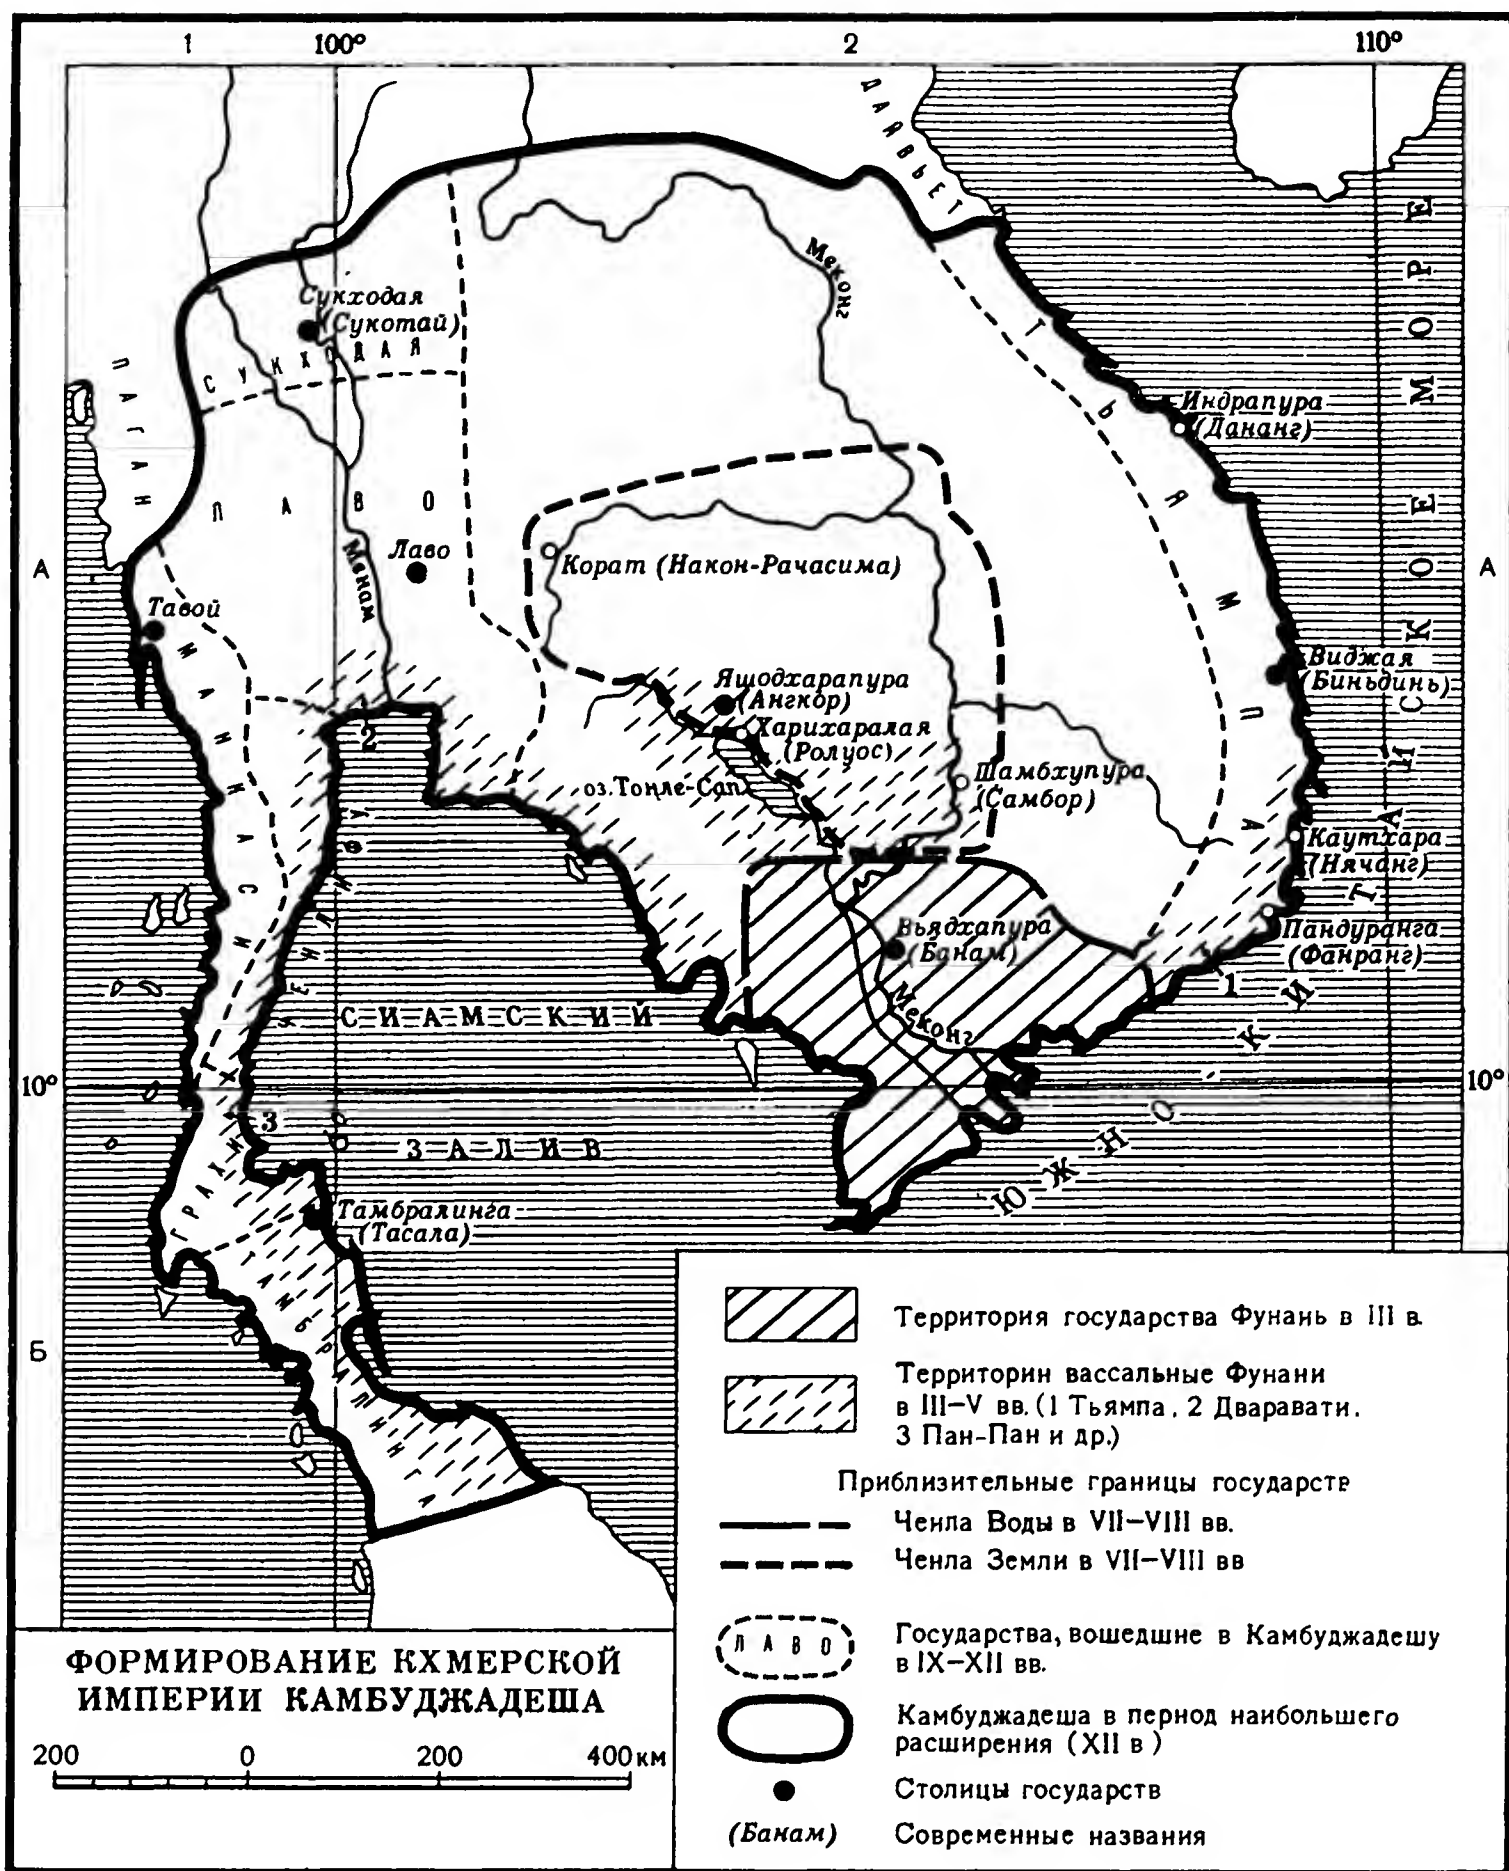 1
100°
2
110°
ДАЙВЬЕТ
Меконг
Сукходая
(Сукотай)
СУКХОДАЯ
ПАГАН
ТЬЯМПА
Индрапура
(Дананг)
ЛАВО
Лаво
Менам
Корат (Након-Рачасима)
А
А
Тавой
МАНИАСИ
Яшодхарапура
(Ангкор)
Харихаралая
(Ролуос)
оз. Тонле-Сап
Шамбхупура
(Самбор)
Виджая
(Биньдинь)
Каутхара
(Нячанг)
Пандуранга
(Фанранг)
2
1
Вьядхапура
(Банам)
Меконг
СИАМСКИЙ
ЗАЛИВ
ЮЖНО-КИТАЙСКОЕ МОРЕ
10°
10°
3
ГРАХИ
Тамбралинга
(Тасала)
ТАМБРАЛИНГА
Б
Территория государства Фунань в III в.
Территории вассальные Фунани
в III–V вв. (1 Тьямпа, 2 Дваравати,
3 Пан-Пан и др.)
Приблизительные границы государств
Ченла Воды в VII–VIII вв.
Ченла Земли в VII–VIII вв
ЛАВО
Государства, вошедшие в Камбуджадешу
в IX–XII вв.
Камбуджадеша в период наибольшего
расширения (XII в)
Столицы государств
(Банам)
Современные названия
ФОРМИРОВАНИЕ КХМЕРСКОЙ
ИМПЕРИИ КАМБУДЖАДЕША
200 0 200 400 км